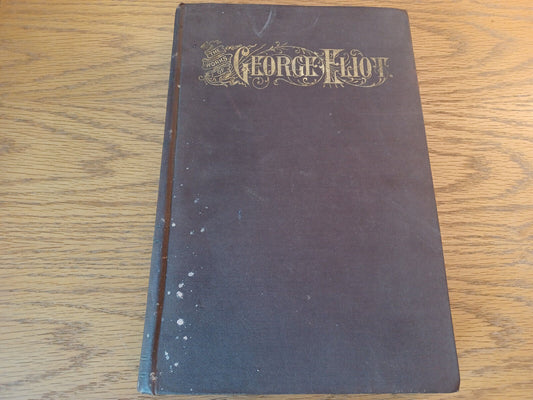 THE
WORKS
OF
GEORGE ELIOT.